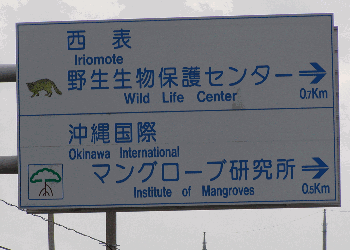 西表
Iriomote
野生生物保護センター
Wild Life Center 0.7Km
沖縄国際
Okinawa International
マングローブ研究所
Institute of Mangroves 0.5Km